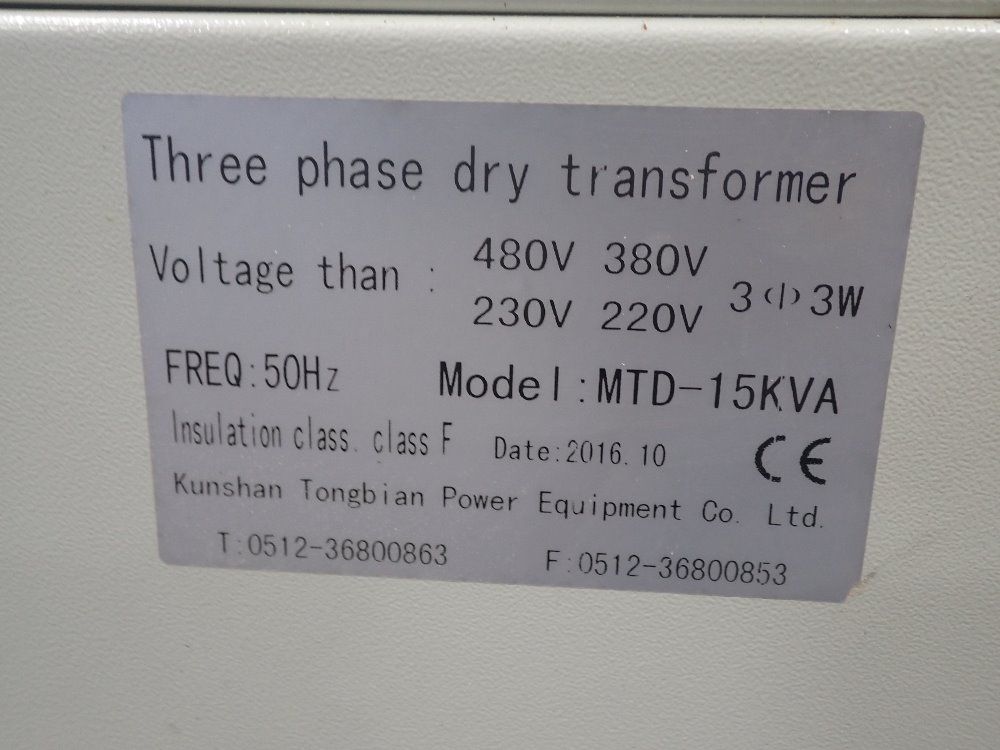 Three phase dry transformer
Voltage than : 480V 380V
230V 220V 3Φ3W
FREQ:50Hz Model:MTD-15KVA
Insulation class. class F Date:2016.10 CE
Kunshan Tongbian Power Equipment Co. Ltd.
T:0512-36800863 F:0512-36800853